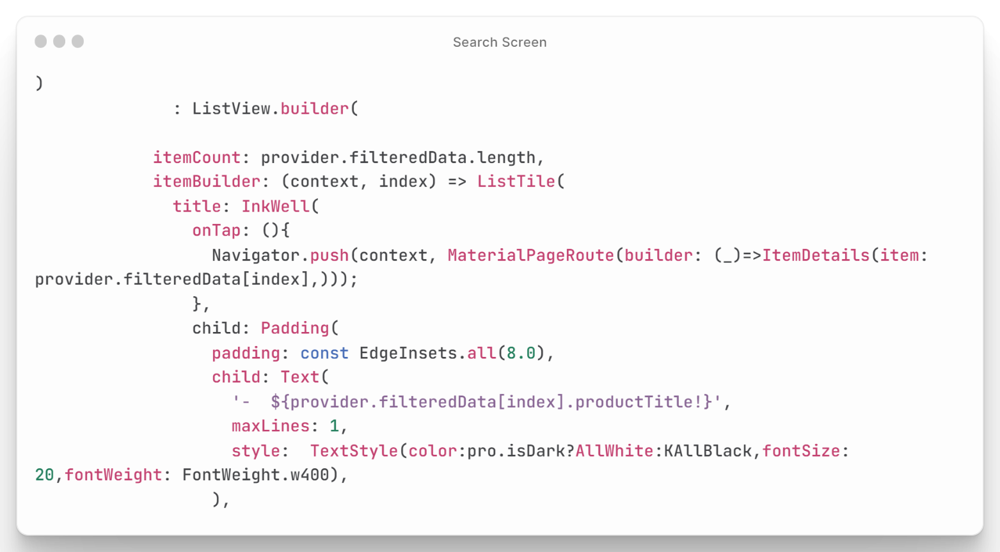 Search Screen
)
: ListView.builder(
itemCount: provider.filteredData.length,
itemBuilder: (context, index) => ListTile(
title: InkWell(
onTap: (){
Navigator.push(context, MaterialPageRoute(builder: (_)=>ItemDetails(item:
provider.filteredData[index],)));
},
child: Padding(
padding: const EdgeInsets.all(8.0),
child: Text(
'-  ${provider.filteredData[index].productTitle!}',
maxLines: 1,
style:  TextStyle(color:pro.isDark?AllWhite:KAllBlack,fontSize:
20,fontWeight: FontWeight.w400),
),